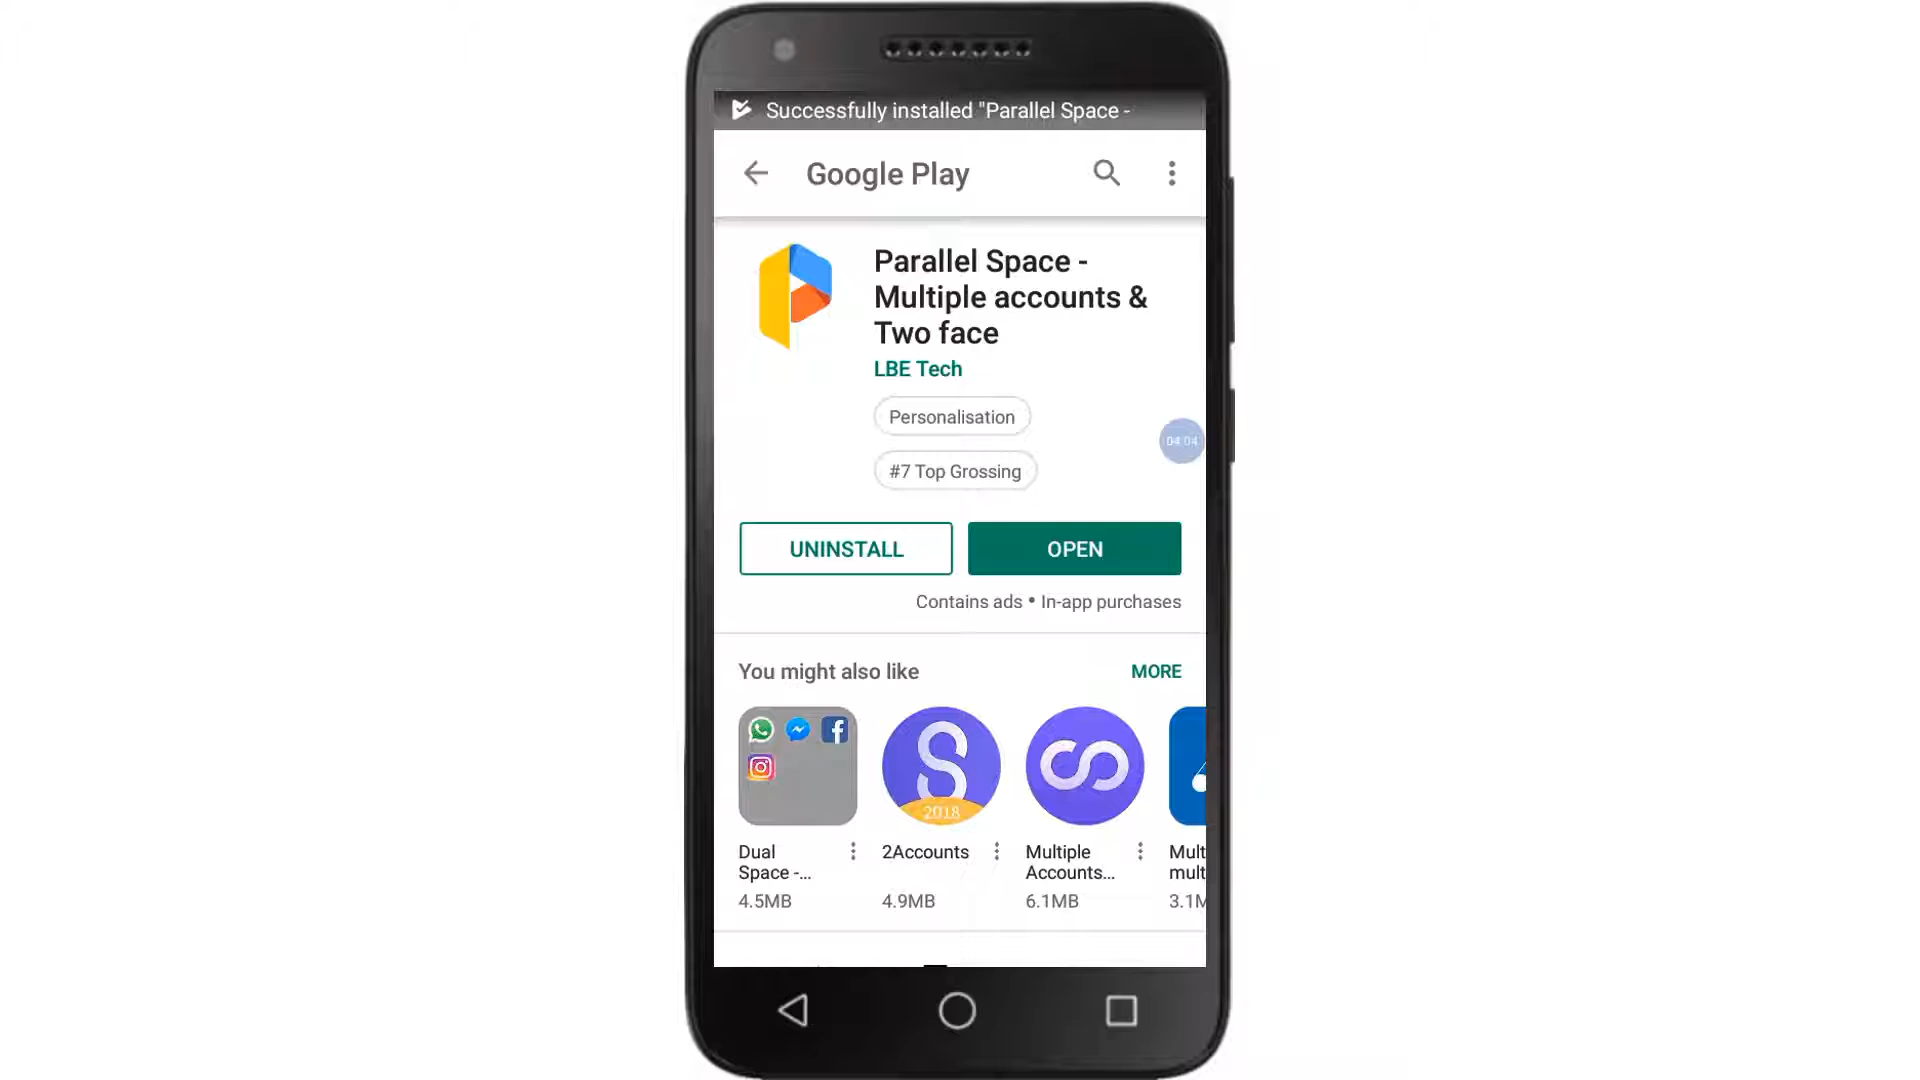 Successfully installed "Parallel Space -
Google Play
Parallel Space -
Multiple accounts &
Two face
LBE Tech
Personalisation
04:04
#7 Top Grossing
UNINSTALL
OPEN
Contains ads • In-app purchases
You might also like
MORE
2018
Dual
Space -...
4.5MB
2Accounts
4.9MB
Multiple
Accounts...
6.1MB
Mult
mult
3.1M